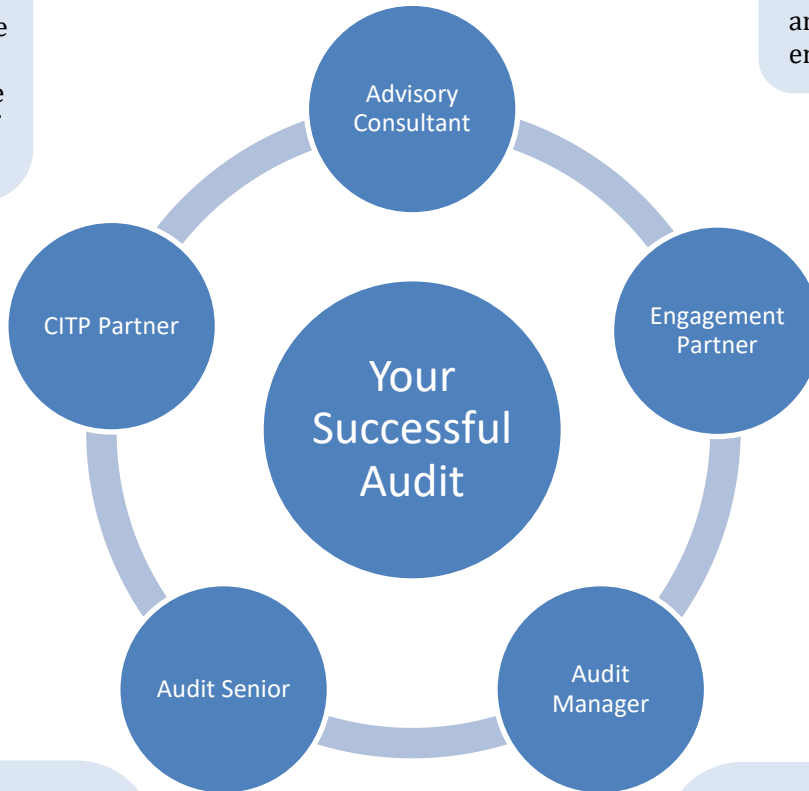 Advisory
Consultant
Engagement
Partner
CITP Partner
Your
Successful
Audit
Audit Senior
Audit
Manager